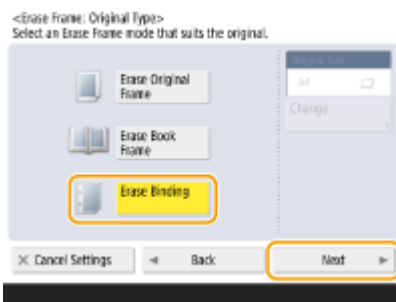 <Erase Frame: Original Type>
Select an Erase Frame mode that suits the original.
Original Size
Erase Original
Frame
A4
Change
Erase Book
Frame
Erase Binding
× Cancel Settings
◄ Back
Next ►